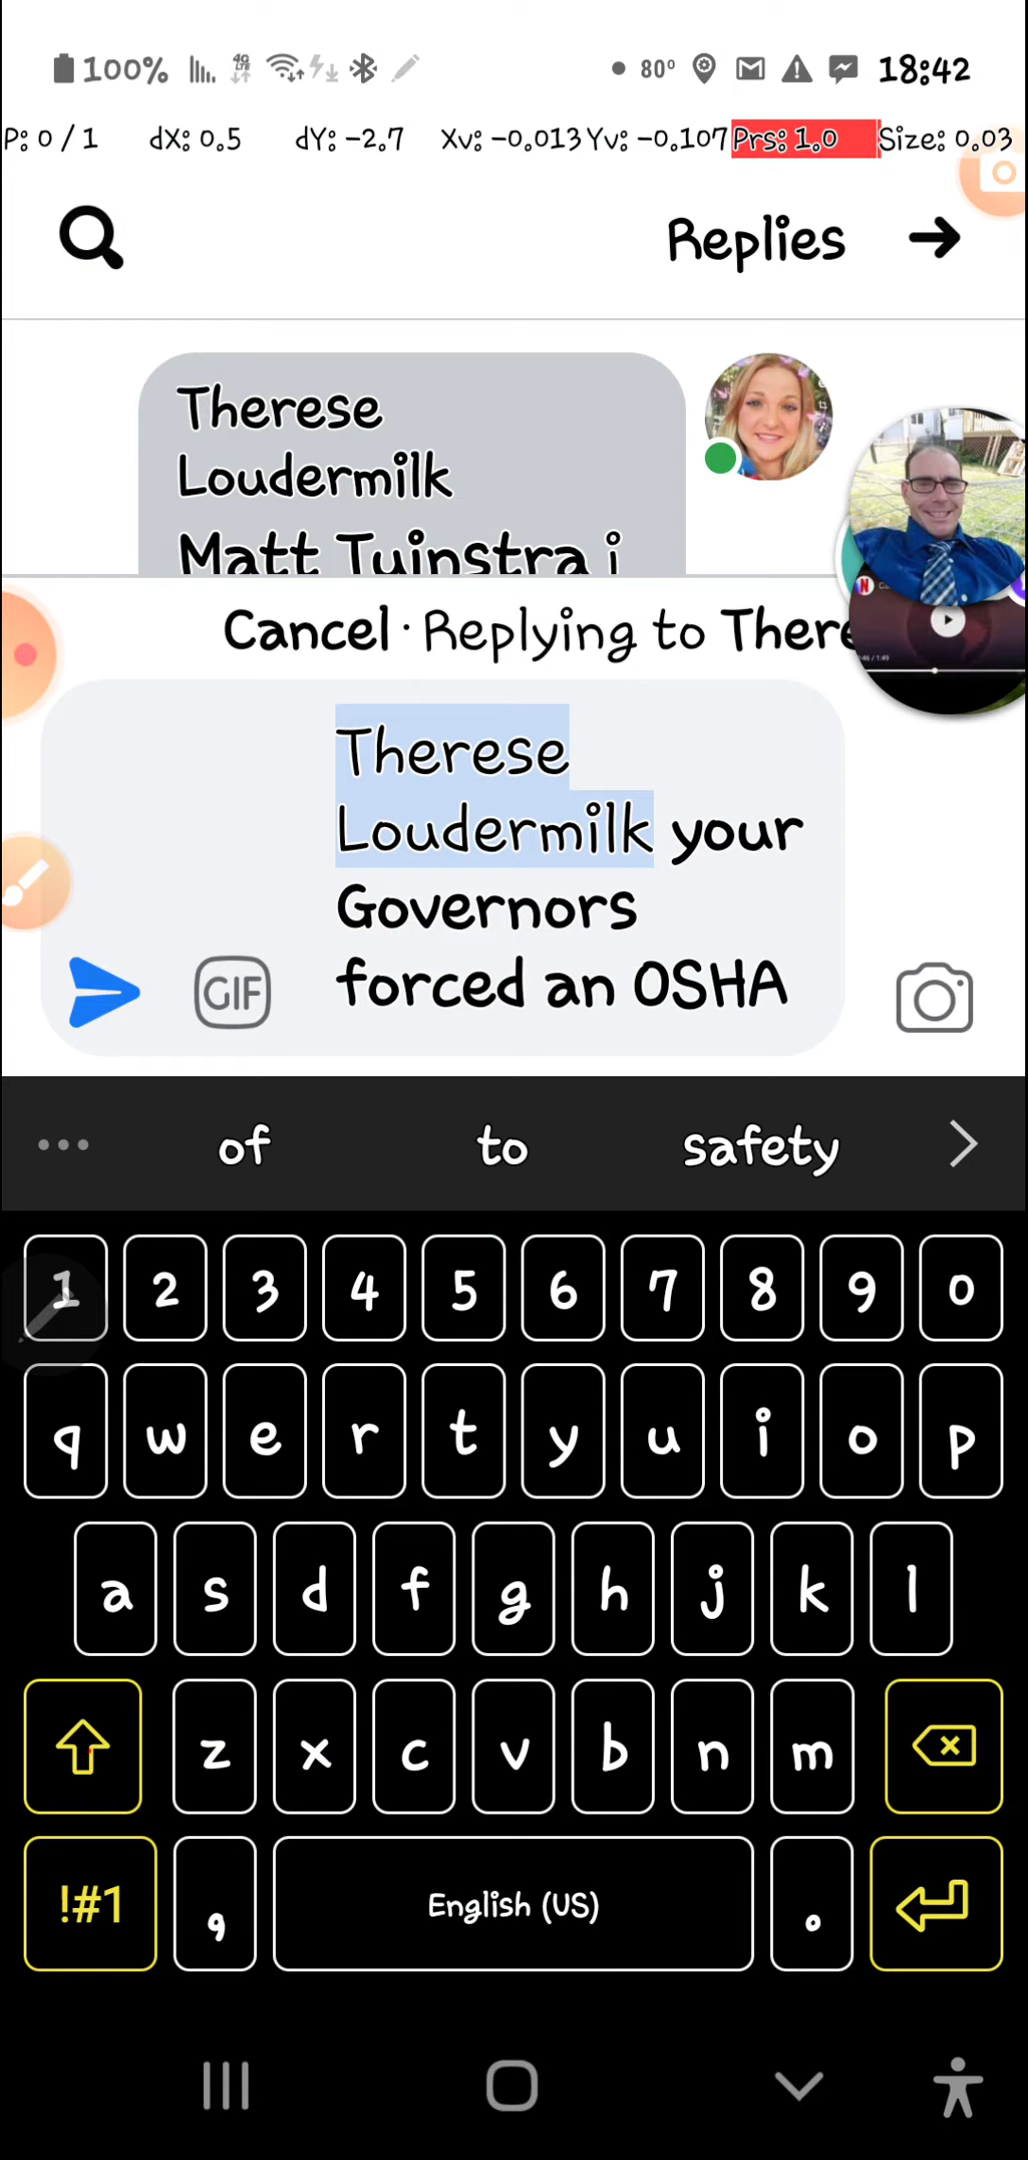 100% 4G LTE 80° 18:42
P: 0 / 1 dX: 0.5 dY: -2.7 Xv: -0.013 Yv: -0.107 Prs: 1.0 Size: 0.03
Replies
Therese
Loudermilk
Matt Tuinstra i
Cancel · Replying to There
Therese
Loudermilk your
Governors
forced an OSHA
GIF
of to safety
1 2 3 4 5 6 7 8 9 0
q w e r t y u i o p
a s d f g h j k l
z x c v b n m
!#1 , English (US) .